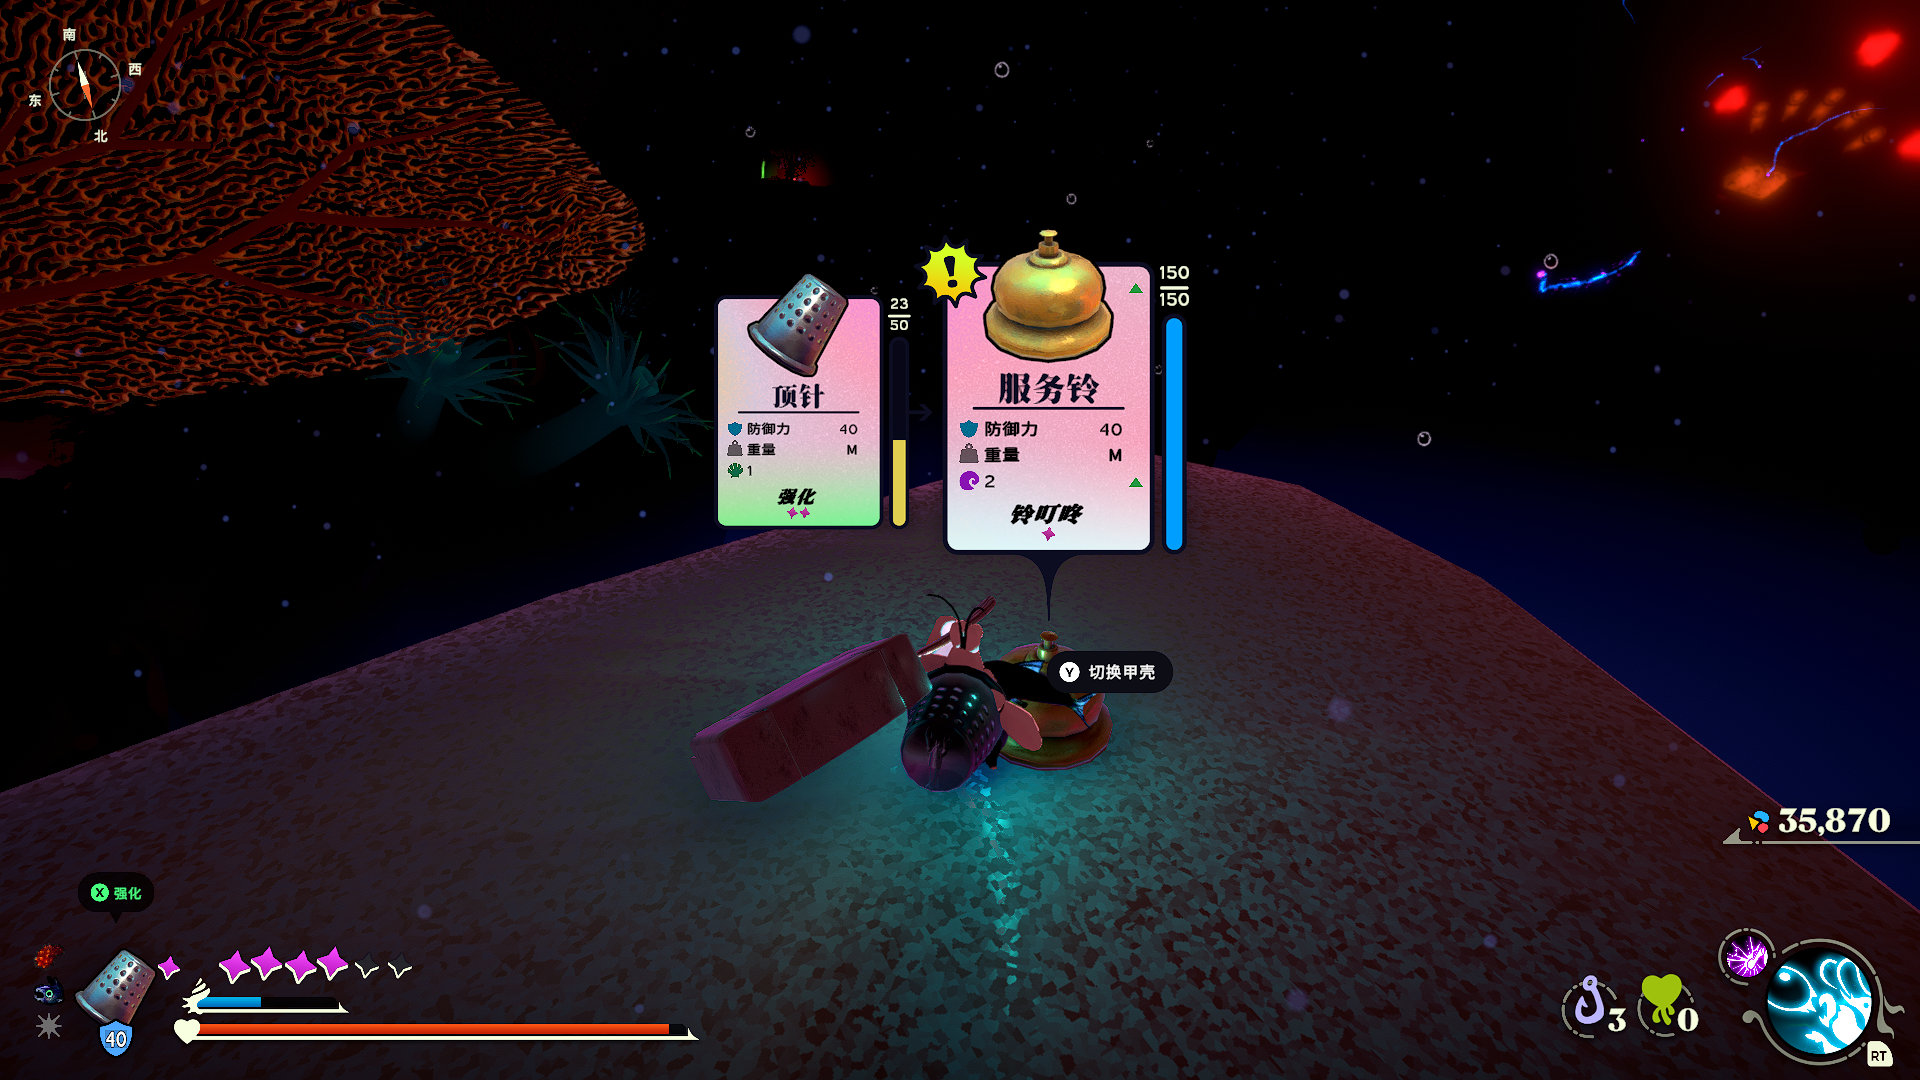 南
西
东
北
23
50
顶针
防御力 40
重量 M
1
强化
!
150
150
服务铃
防御力 40
重量 M
2
铃叮咚
Y 切换甲壳
35,870
X 强化
40
3
0
RT